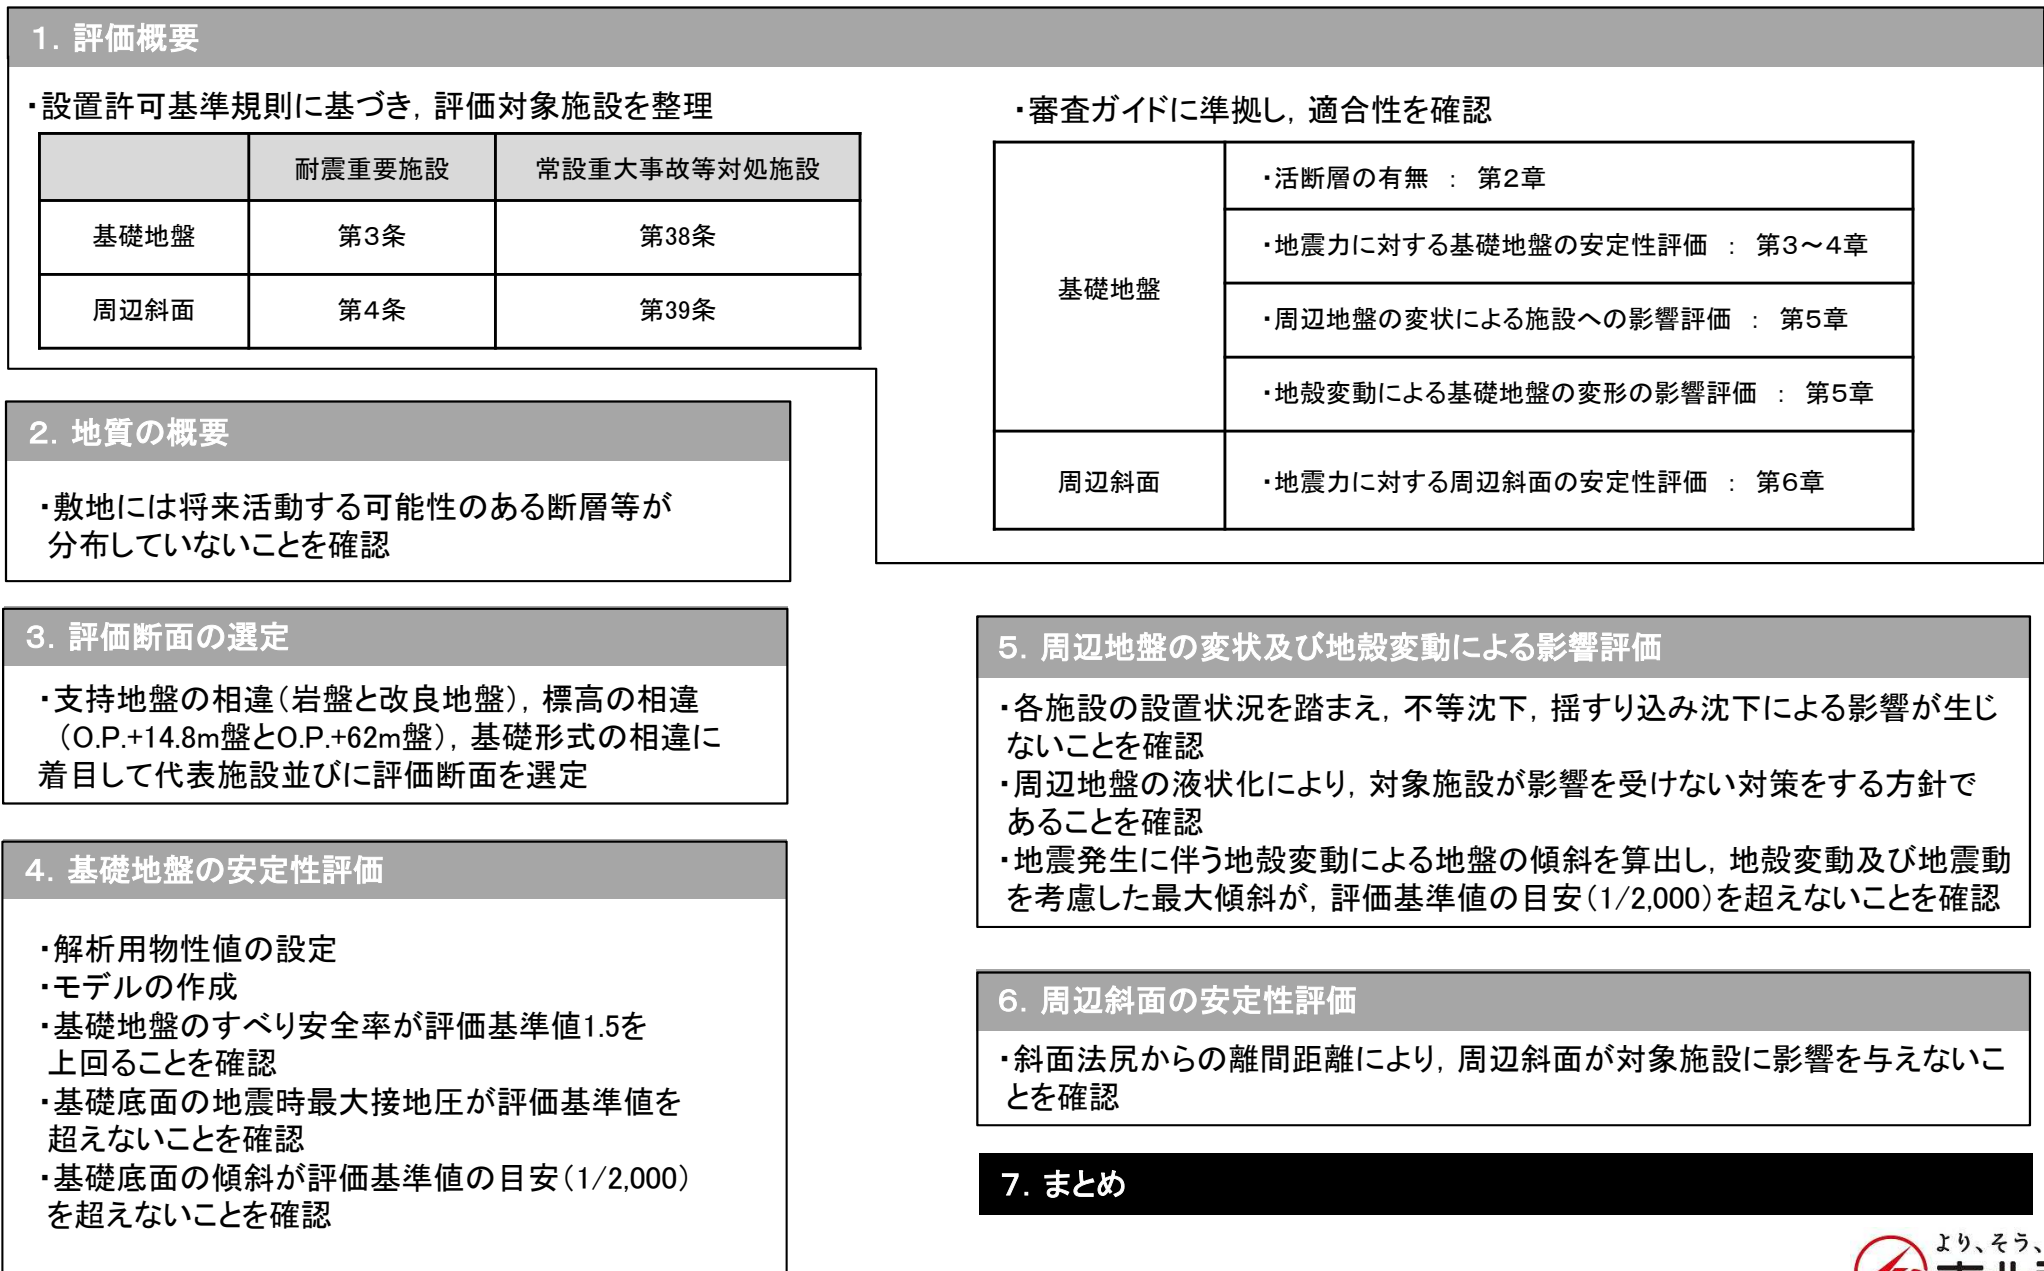 1. 評価概要
・設置許可基準規則に基づき，評価対象施設を整理
耐震重要施設 常設重大事故等対処施設
基礎地盤 第3条 第38条
周辺斜面 第4条 第39条
・審査ガイドに準拠し，適合性を確認
基礎地盤
・活断層の有無 : 第2章
・地震力に対する基礎地盤の安定性評価 : 第3～4章
・周辺地盤の変状による施設への影響評価 : 第5章
・地殻変動による基礎地盤の変形の影響評価 : 第5章
周辺斜面 ・地震力に対する周辺斜面の安定性評価 : 第6章
2. 地質の概要
・敷地には将来活動する可能性のある断層等が
分布していないことを確認
3. 評価断面の選定
・支持地盤の相違（岩盤と改良地盤），標高の相違
（O.P.+14.8m盤とO.P.+62m盤），基礎形式の相違に
着目して代表施設並びに評価断面を選定
4. 基礎地盤の安定性評価
・解析用物性値の設定
・モデルの作成
・基礎地盤のすべり安全率が評価基準値1.5を
上回ることを確認
・基礎底面の地震時最大接地圧が評価基準値を
超えないことを確認
・基礎底面の傾斜が評価基準値の目安（1/2,000）
を超えないことを確認
5. 周辺地盤の変状及び地殻変動による影響評価
・各施設の設置状況を踏まえ，不等沈下，揺すり込み沈下による影響が生じ
ないことを確認
・周辺地盤の液状化により，対象施設が影響を受けない対策をする方針で
あることを確認
・地震発生に伴う地殻変動による地盤の傾斜を算出し，地殻変動及び地震動
を考慮した最大傾斜が，評価基準値の目安（1/2,000）を超えないことを確認
6. 周辺斜面の安定性評価
・斜面法尻からの離間距離により，周辺斜面が対象施設に影響を与えないこ
とを確認
7. まとめ
より、そう、